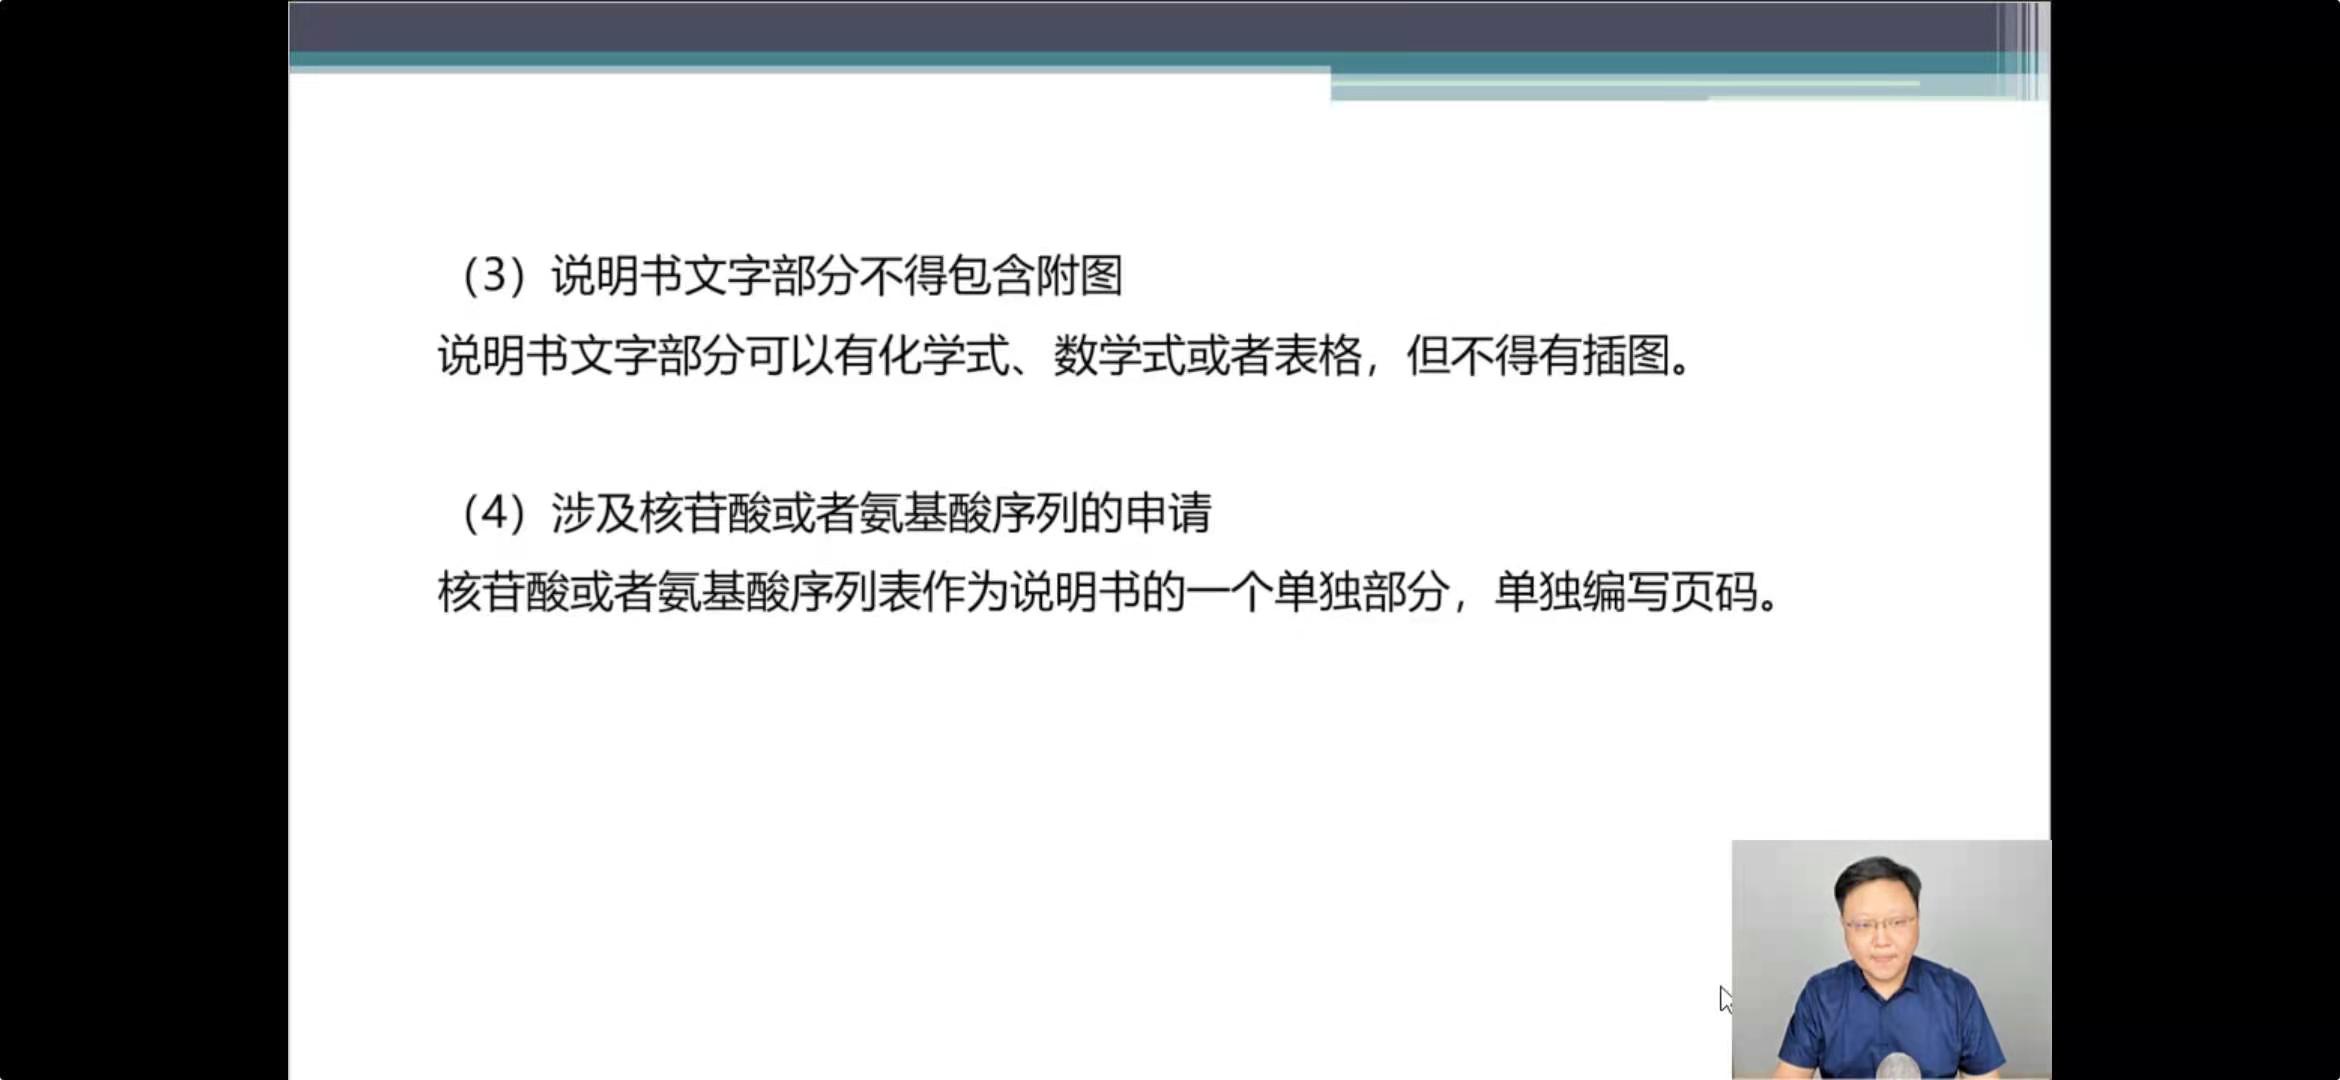 （3）说明书文字部分不得包含附图
说明书文字部分可以有化学式、数学式或者表格，但不得有插图。
（4）涉及核苷酸或者氨基酸序列的申请
核苷酸或者氨基酸序列表作为说明书的一个单独部分，单独编写页码。